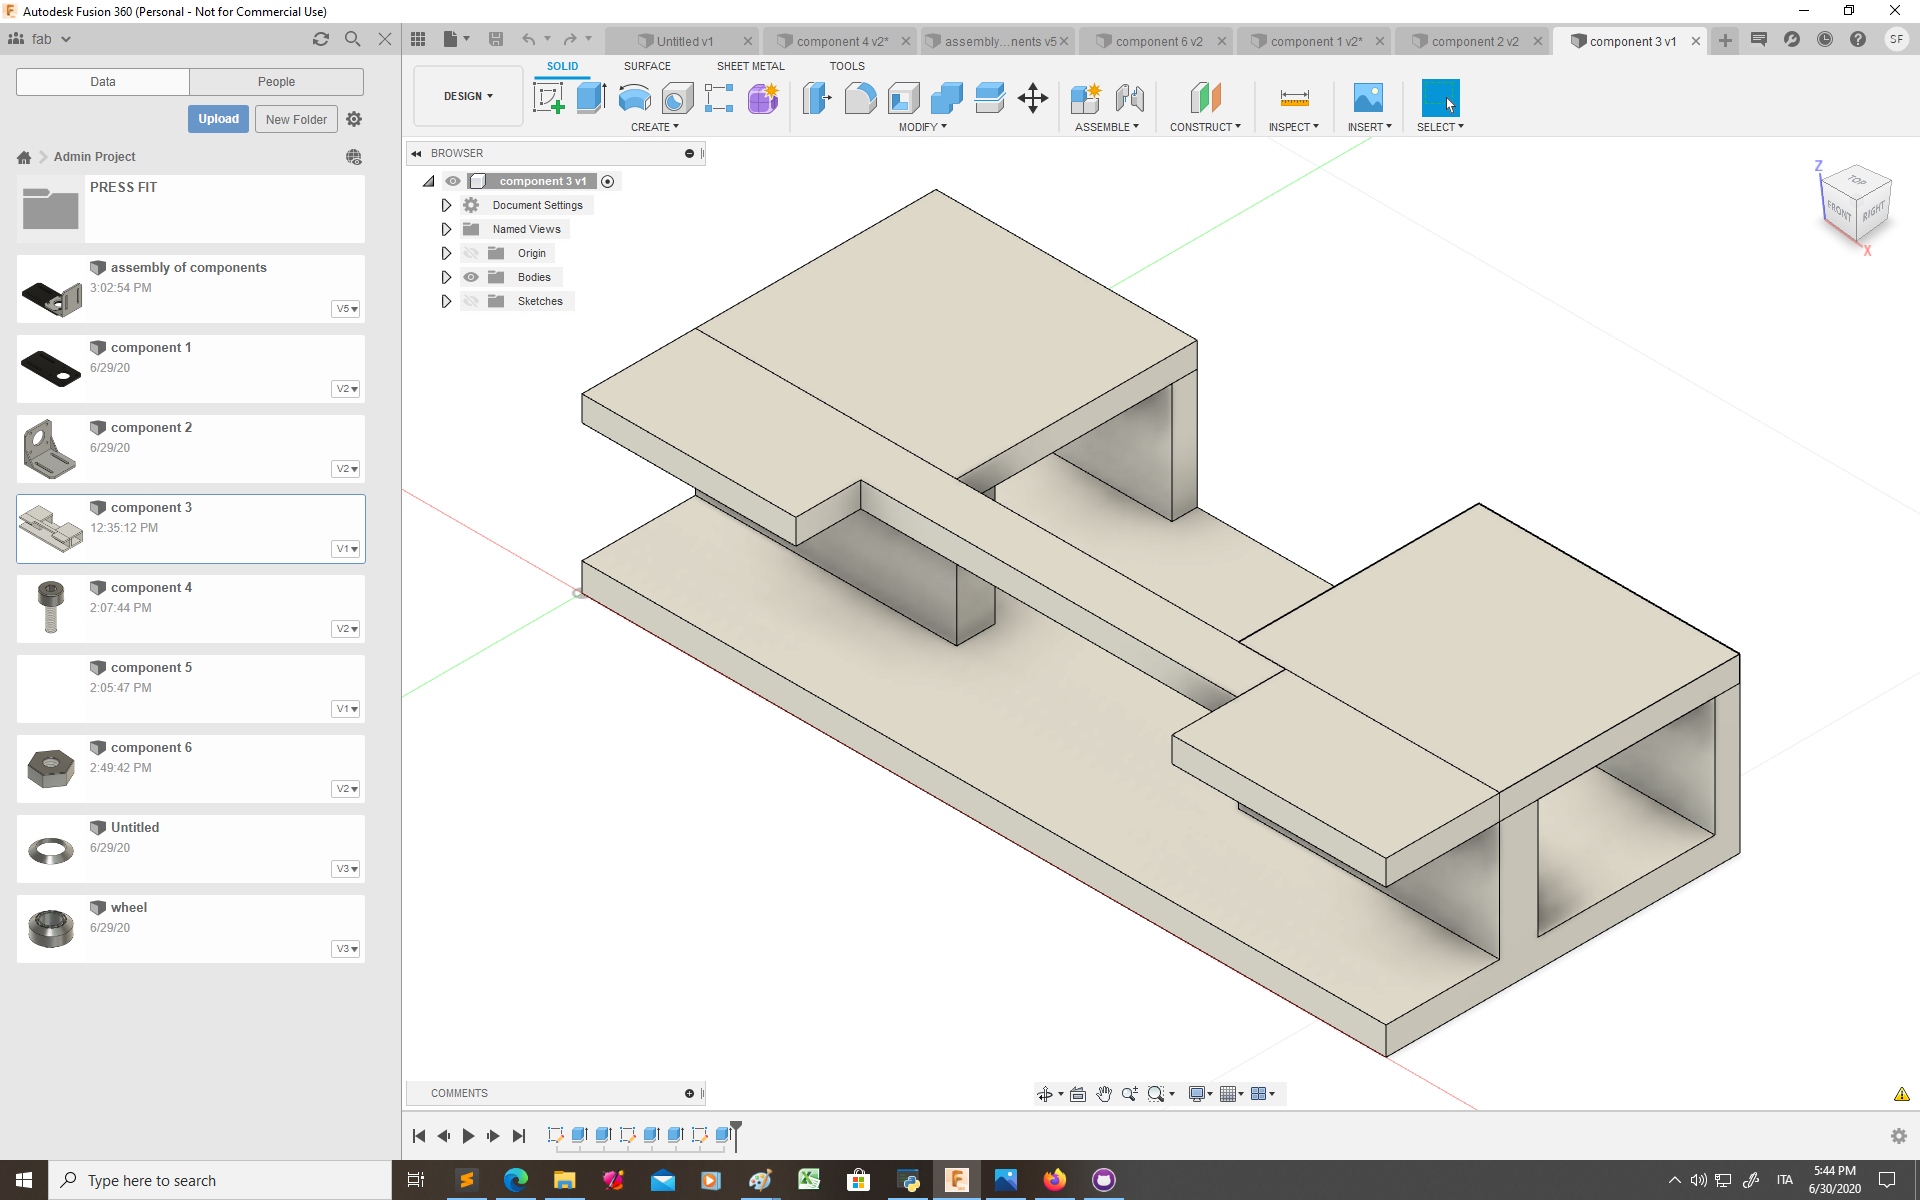 Autodesk Fusion 360 (Personal - Not for Commercial Use)
fab
Untitled v1
component 4 v2*
assembly...nents v5
component 6 v2
component 1 v2*
component 2 v2
component 3 v1
SF
Data
People
SOLID
SURFACE
SHEET METAL
TOOLS
DESIGN
Upload
New Folder
CREATE
MODIFY
ASSEMBLE
CONSTRUCT
INSPECT
INSERT
SELECT
Admin Project
BROWSER
component 3 v1
Document Settings
Named Views
Origin
Bodies
Sketches
Z
TOP
FRONT
RIGHT
X
PRESS FIT
assembly of components
3:02:54 PM
V5
component 1
6/29/20
V2
component 2
6/29/20
V2
component 3
12:35:12 PM
V1
component 4
2:07:44 PM
V2
component 5
2:05:47 PM
V1
component 6
2:49:42 PM
V2
Untitled
6/29/20
V3
wheel
6/29/20
V3
COMMENTS
Type here to search
ITA
5:44 PM
6/30/2020